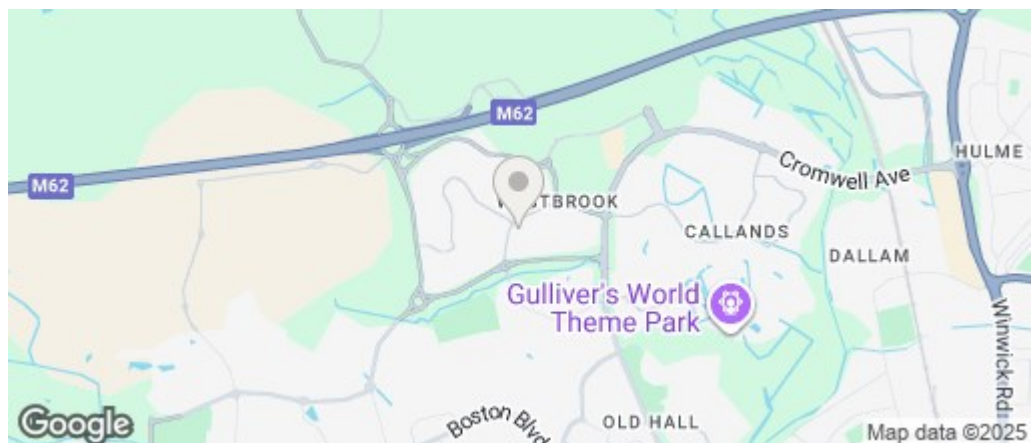 M62
Cromwell Ave
HULME
M62
CALLANDS
DALLAM
Gulliver's World
Theme Park
Winwick Rd
Boston Blvd
OLD HALL
Google
Map data ©2025